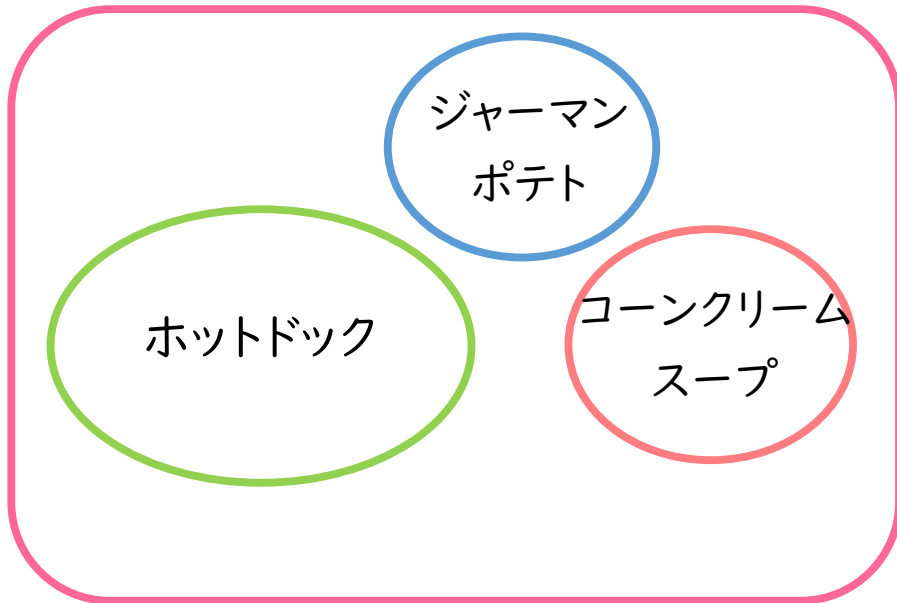 ジャーマン
ポテト
ホットドック
コーンクリーム
スープ